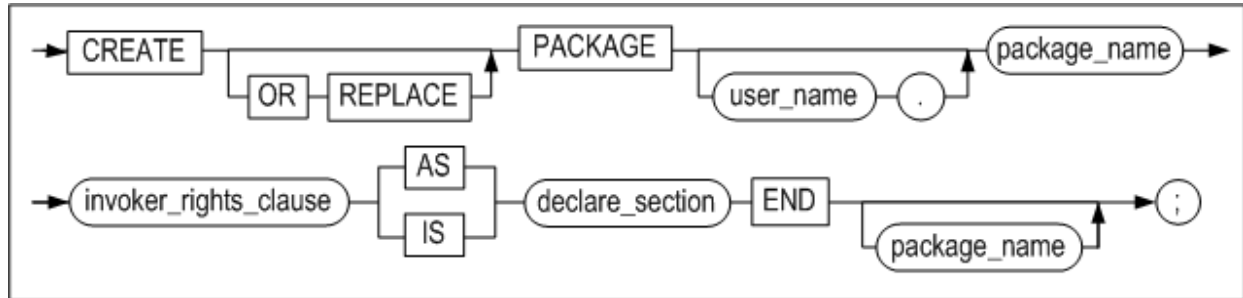 CREATE OR REPLACE PACKAGE user_name . package_name
invoker_rights_clause AS IS declare_section END package_name ;